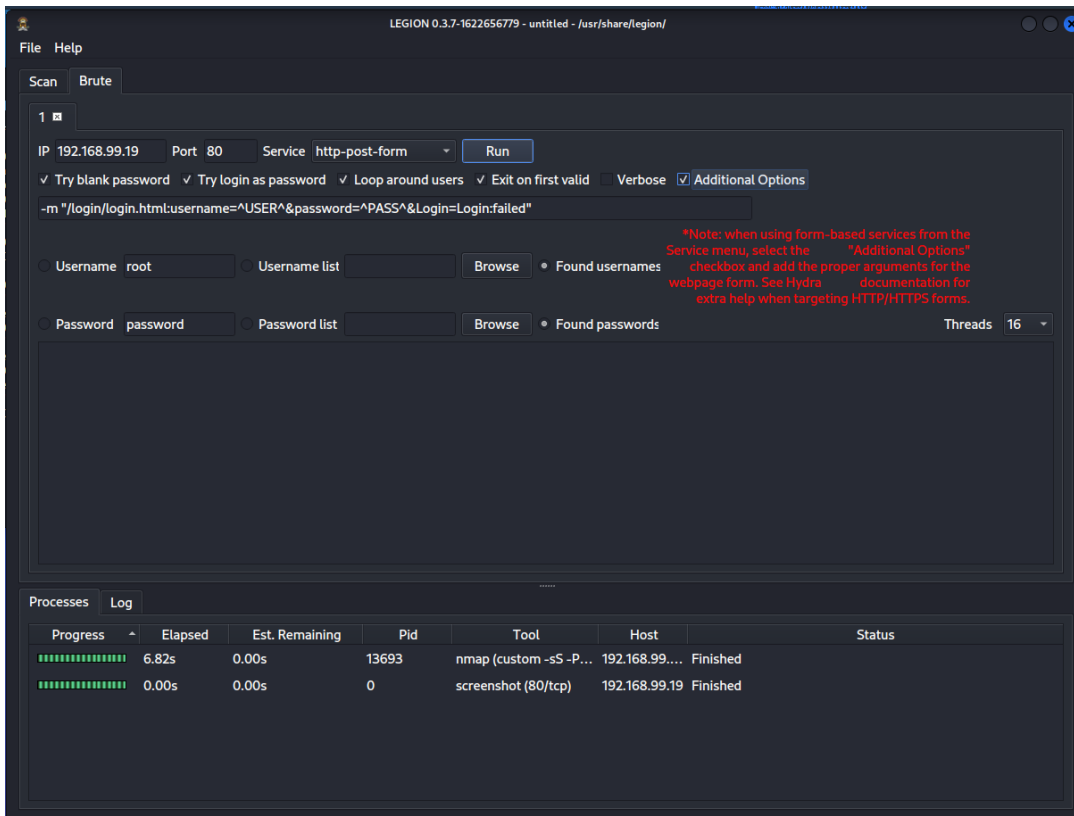 LEGION 0.3.7-1622656779 - untitled - /usr/share/legion/
File Help
Scan Brute
1
IP 192.168.99.19 Port 80 Service http-post-form Run
Try blank password Try login as password Loop around users Exit on first valid Verbose Additional Options
-m "/login/login.html:username=^USER^&password=^PASS^&Login=Login:failed"
*Note: when using form-based services from the
Service menu, select the "Additional Options"
checkbox and add the proper arguments for the
webpage form. See Hydra documentation for
extra help when targeting HTTP/HTTPS forms.
Username root Username list Browse Found usernames
Password password Password list Browse Found passwords Threads 16
Processes Log
Progress Elapsed Est. Remaining Pid Tool Host Status
6.82s 0.00s 13693 nmap (custom -sS -P... 192.168.99.... Finished
0.00s 0.00s 0 screenshot (80/tcp) 192.168.99.19 Finished